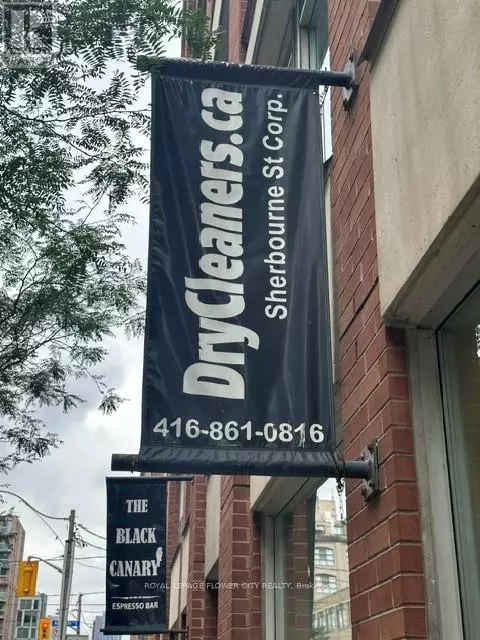 DryCleaners.ca
Sherbourne St Corp.
416-861-0816
THE
BLACK
CANARY
ESPRESSO BAR
ROYAL LEPAGE FLOWER CITY REALTY, Brokerage